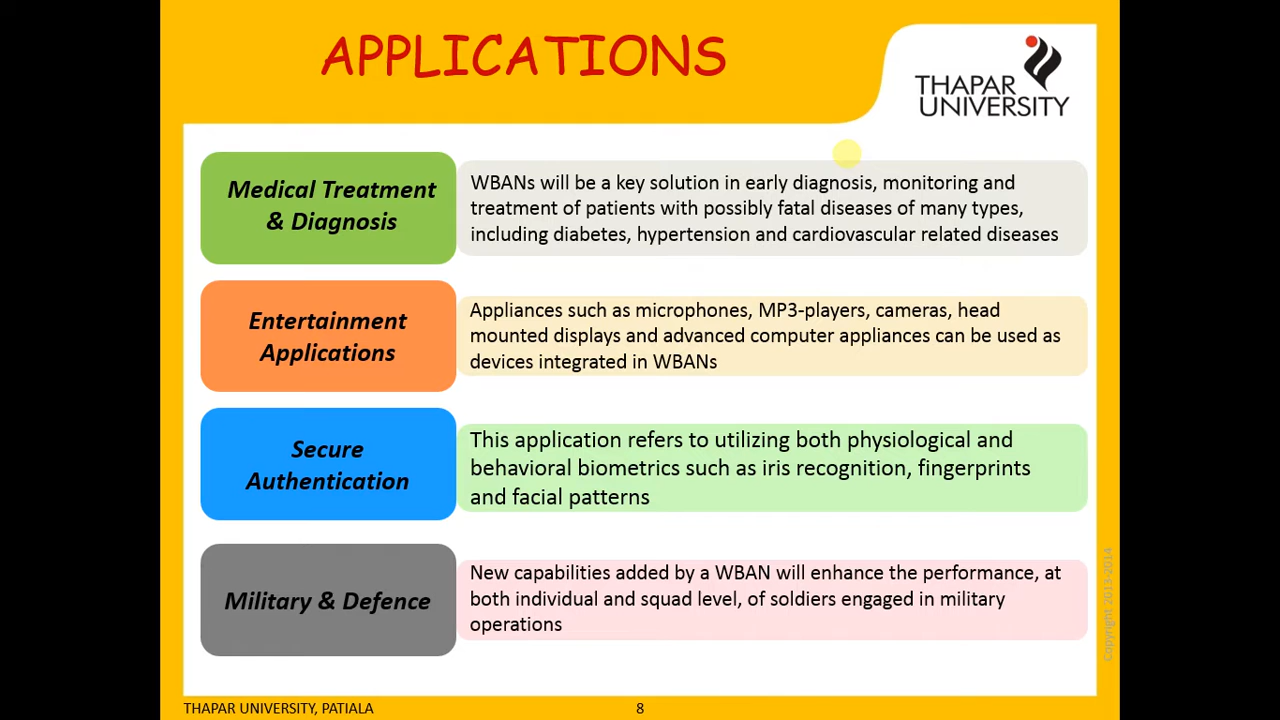 APPLICATIONS
THAPAR
UNIVERSITY
Medical Treatment
& Diagnosis
WBANs will be a key solution in early diagnosis, monitoring and
treatment of patients with possibly fatal diseases of many types,
including diabetes, hypertension and cardiovascular related diseases
Entertainment
Applications
Appliances such as microphones, MP3-players, cameras, head
mounted displays and advanced computer appliances can be used as
devices integrated in WBANs
Secure
Authentication
This application refers to utilizing both physiological and
behavioral biometrics such as iris recognition, fingerprints
and facial patterns
Military & Defence
New capabilities added by a WBAN will enhance the performance, at
both individual and squad level, of soldiers engaged in military
operations
Copyright 2013-2014
THAPAR UNIVERSITY, PATIALA
8